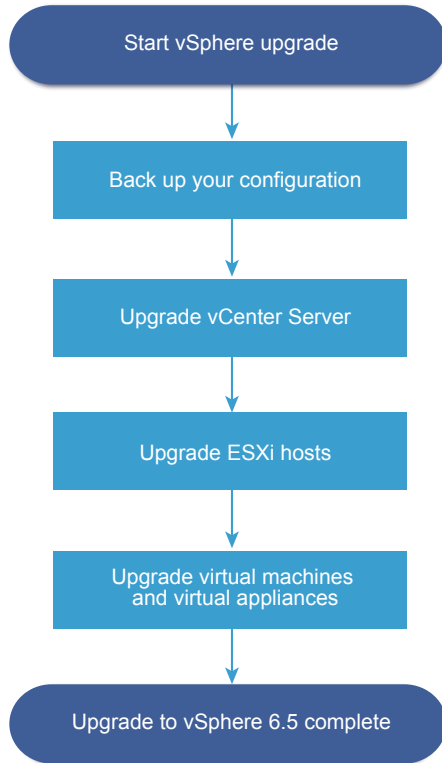 Start vSphere upgrade
Back up your configuration
Upgrade vCenter Server
Upgrade ESXi hosts
Upgrade virtual machines
and virtual appliances
Upgrade to vSphere 6.5 complete